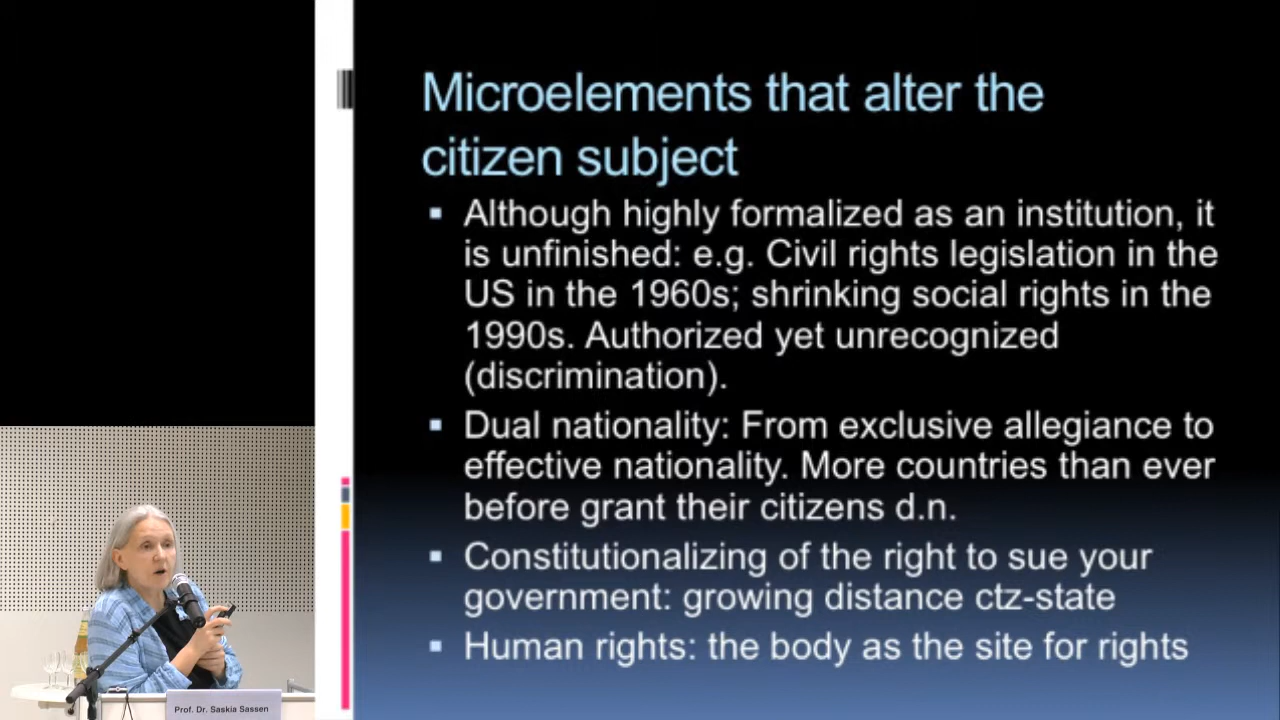 Microelements that alter the
citizen subject
Although highly formalized as an institution, it
is unfinished: e.g. Civil rights legislation in the
US in the 1960s; shrinking social rights in the
1990s. Authorized yet unrecognized
(discrimination).
Dual nationality: From exclusive allegiance to
effective nationality. More countries than ever
before grant their citizens d.n.
Constitutionalizing of the right to sue your
government: growing distance ctz-state
Human rights: the body as the site for rights
Prof. Dr. Saskia Sassen